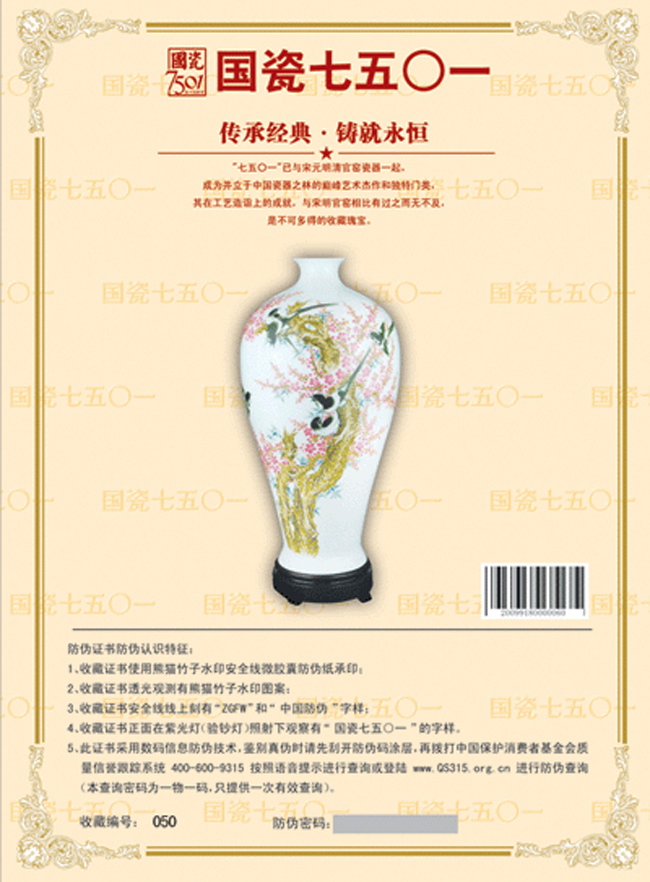 國瓷
7501
国瓷七五〇一
传承经典·铸就永恒
“七五〇一”已与宋元明清官窑瓷器一起,
成为并立于中国瓷器之林的巅峰艺术杰作和独特门类,
其在工艺造诣上的成就,与宋明官窑相比有过之而无不及,
是不可多得的收藏瑰宝。
20099180000060
防伪证书防伪认识特征:
1、收藏证书使用熊猫竹子水印安全线微胶囊防伪纸承印;
2、收藏证书透光观测有熊猫竹子水印图案;
3、收藏证书安全线线上刻有“ZGFW”和“中国防伪”字样;
4、收藏证书正面在紫光灯(验钞灯)照射下观察有“国瓷七五〇一”的字样。
5、此证书采用数码信息防伪技术,鉴别真伪时请先刮开防伪码涂层,再拨打中国保护消费者基金会质
量信誉跟踪系统 400-600-9315 按照语音提示进行查询或登陆 www.QS315.org.cn 进行防伪查询
(本查询密码为一物一码,只提供一次有效查询)。
收藏编号: 050
防伪密码: